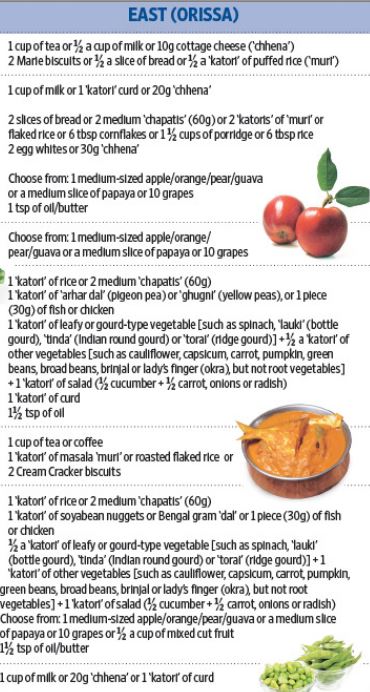 EAST (ORISSA)
1 cup of tea or ½ a cup of milk or 10g cottage cheese ('chhena')
2 Marie biscuits or ½ a slice of bread or ½ a 'katori' of puffed rice ('muri')
1 cup of milk or 1 'katori' curd or 20g 'chhena'
2 slices of bread or 2 medium 'chapatis' (60g) or 2 'katoris' of 'muri' or
flaked rice or 6 tbsp cornflakes or 1 ½ cups of porridge or 6 tbsp rice
2 egg whites or 30g 'chhena'
Choose from: 1 medium-sized apple/orange/pear/guava
or a medium slice of papaya or 10 grapes
1 tsp of oil/butter
Choose from: 1 medium-sized apple/orange/
pear/guava or a medium slice of papaya or 10 grapes
1 'katori' of rice or 2 medium 'chapatis' (60g)
1 'katori' of 'arhar dal' (pigeon pea) or 'ghugni' (yellow peas), or 1 piece
(30g) of fish or chicken
1 'katori' of leafy or gourd-type vegetable [such as spinach, 'lauki' (bottle
gourd), 'tinda' (Indian round gourd) or 'torai' (ridge gourd)] + ½ a 'katori' of
other vegetables [such as cauliflower, capsicum, carrot, pumpkin, green
beans, broad beans, brinjal or lady's finger (okra), but not root vegetables]
+ 1 'katori' of salad (½ cucumber + ½ carrot, onions or radish)
1 'katori' of curd
1½ tsp of oil
1 cup of tea or coffee
1 'katori' of masala 'muri' or roasted flaked rice or
2 Cream Cracker biscuits
1 'katori' of rice or 2 medium 'chapatis' (60g)
1 'katori' of soyabean nuggets or Bengal gram 'dal' or 1 piece (30g) of fish
or chicken
½ a 'katori' of leafy or gourd-type vegetable [such as spinach, 'lauki'
(bottle gourd), 'tinda' (Indian round gourd) or 'torai' (ridge gourd)] + 1
'katori' of other vegetables [such as cauliflower, capsicum, carrot, pumpkin,
green beans, broad beans, brinjal or lady's finger (okra), but not root
vegetables] + 1 'katori' of salad (½ cucumber + ½ carrot, onions or radish)
Choose from: 1 medium-sized apple/orange/pear/guava or a medium slice
of papaya or 10 grapes or ½ a cup of mixed cut fruit
1½ tsp of oil/butter
1 cup of milk or 20g 'chhena' or 1 'katori' of curd